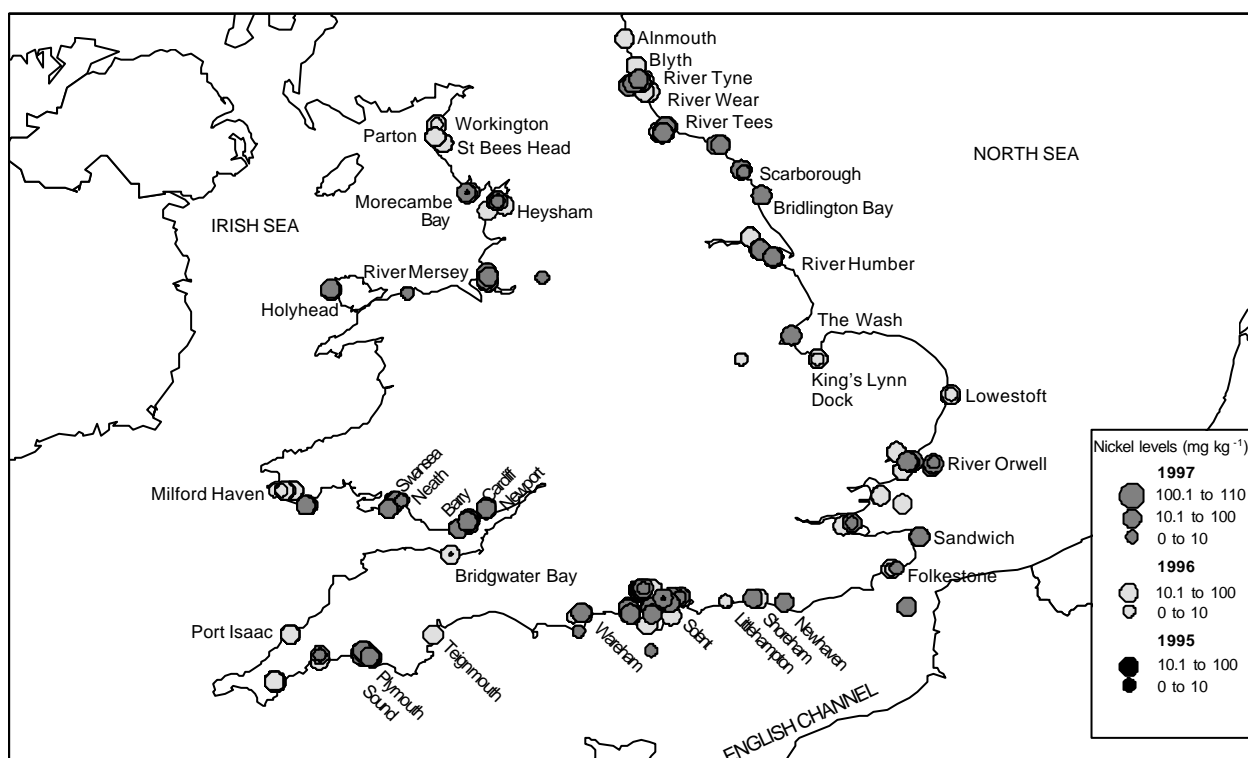 Alnmouth
Blyth
River Tyne
River Wear
River Tees
Workington
Parton
St Bees Head
NORTH SEA
Scarborough
Morecambe
Bay
Heysham
Bridlington Bay
IRISH SEA
River Mersey
River Humber
Holyhead
The Wash
King's Lynn
Dock
Lowestoft
Nickel levels (mg kg -1)
1997
100.1 to 110
10.1 to 100
0 to 10
1996
10.1 to 100
0 to 10
1995
10.1 to 100
0 to 10
River Orwell
Milford Haven
Swansea
Neath
Barry
Cardiff
Newport
Sandwich
Bridgwater Bay
Folkestone
Port Isaac
Plymouth
Sound
Teignmouth
Wareham
Solent
Littlehampton
Shoreham
Newhaven
ENGLISH CHANNEL